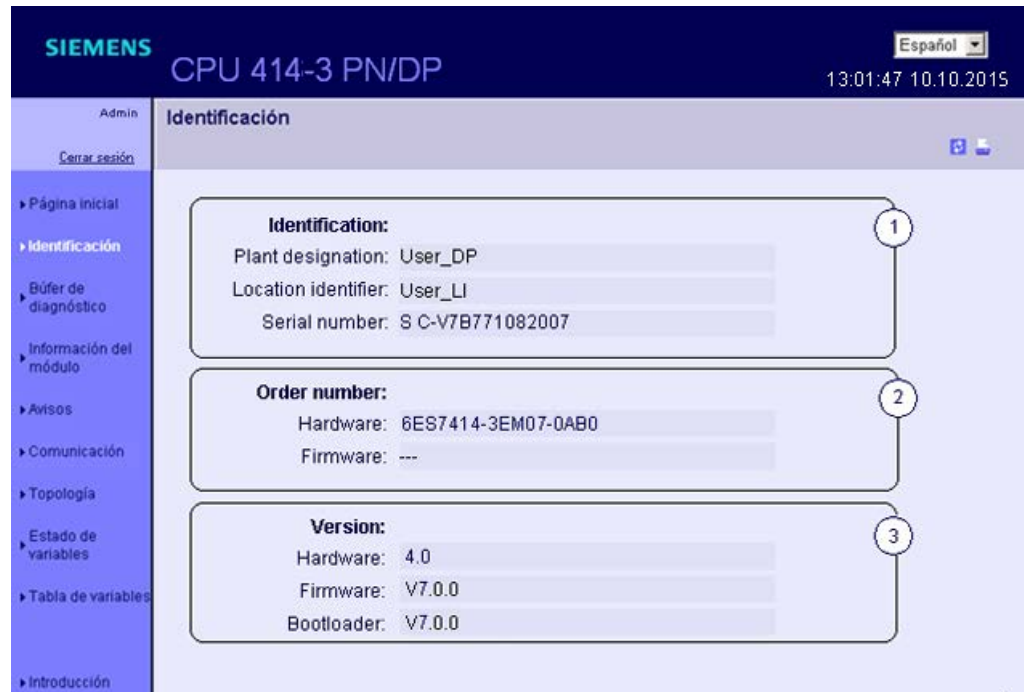 SIEMENS
CPU 414-3 PN/DP
Español
13:01:47 10.10.2015
Admin
Cerrar sesión
Identificación
Página inicial
Identificación
Búfer de
diagnóstico
Información del
módulo
Avisos
Comunicación
Topología
Estado de
variables
Tabla de variables
Introducción
Identification:
1
Plant designation: User_DP
Location identifier: User_LI
Serial number: S C-V7B771082007
Order number:
2
Hardware: 6ES7414-3EM07-0AB0
Firmware: ---
Version:
3
Hardware: 4.0
Firmware: V7.0.0
Bootloader: V7.0.0